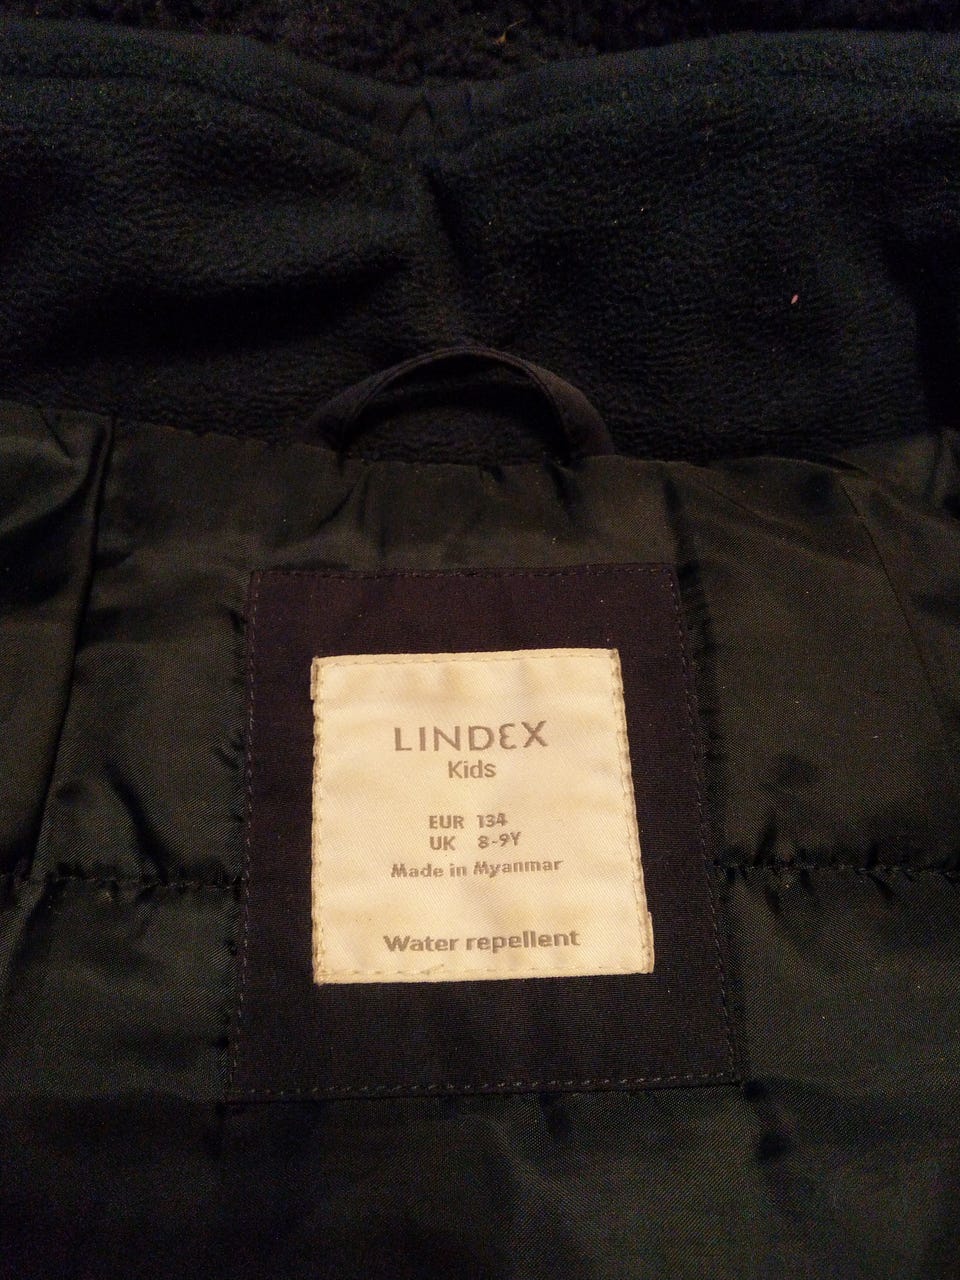 LINDEX
Kids
EUR 134
UK 8-9Y
Made in Myanmar
Water repellent